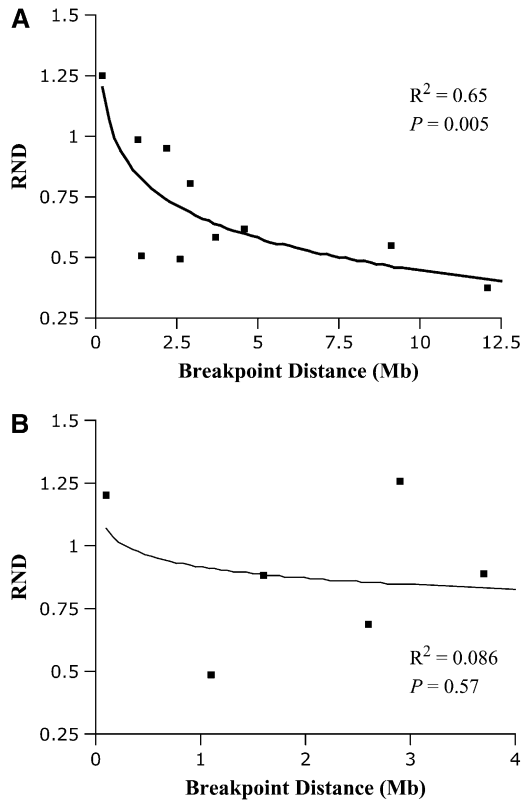 A
1.5
1.25
1
0.75
0.5
0.25
RND
R² = 0.65
P = 0.005
0 2.5 5 7.5 10 12.5
Breakpoint Distance (Mb)
B
1.5
1.25
1
0.75
0.5
0.25
RND
R² = 0.086
P = 0.57
0 1 2 3 4
Breakpoint Distance (Mb)